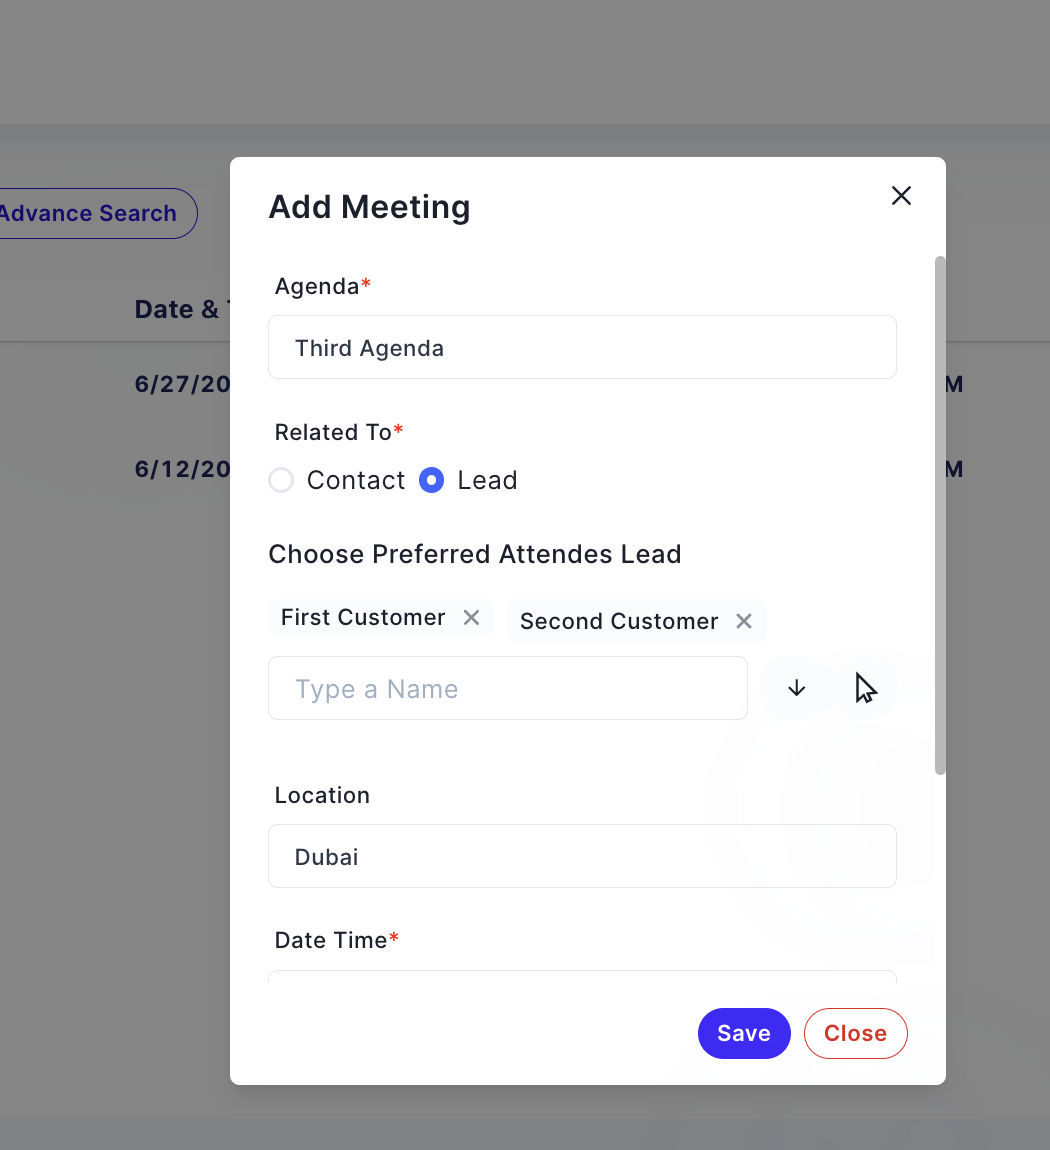 Add Meeting
Advance Search
Agenda*
Date &
Third Agenda
6/27/20
M
Related To*
6/12/20
M
Contact Lead
Choose Preferred Attendes Lead
First Customer Second Customer
Type a Name
Location
Dubai
Date Time*
Save Close